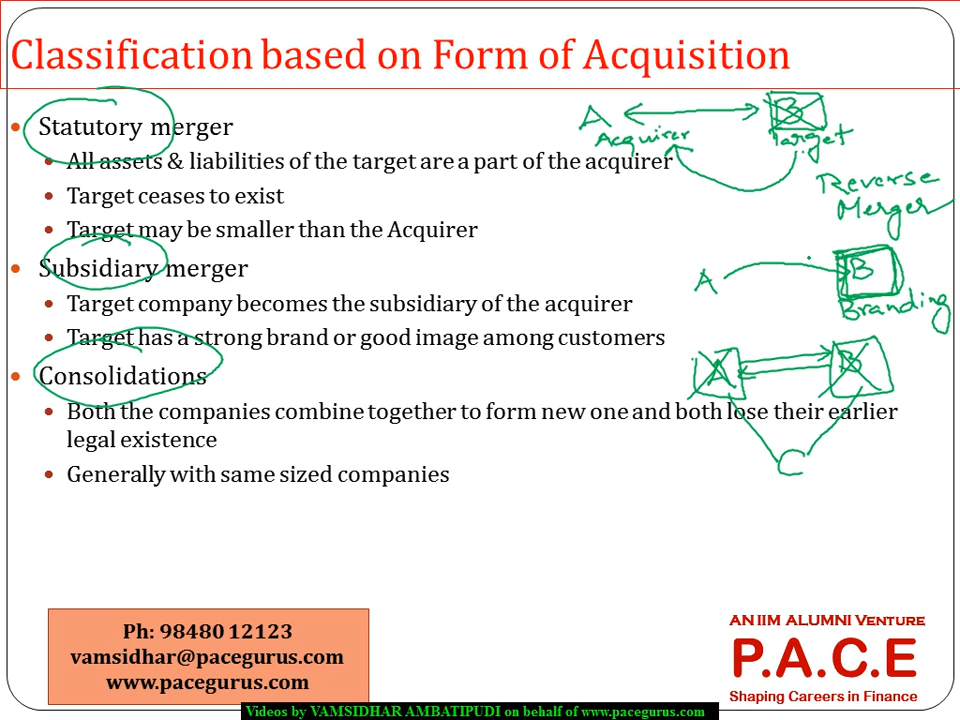 Classification based on Form of Acquisition
• Statutory merger
• All assets & liabilities of the target are a part of the acquirer
• Target ceases to exist
• Target may be smaller than the Acquirer
• Subsidiary merger
• Target company becomes the subsidiary of the acquirer
• Target has a strong brand or good image among customers
• Consolidations
• Both the companies combine together to form new one and both lose their earlier
legal existence
• Generally with same sized companies
A B
Acquirer Target
Reverse
Merger
A B
Branding
A B
C
Ph: 98480 12123
vamsidhar@pacegurus.com
www.pacegurus.com
AN IIM ALUMNI VENTURE
P.A.C.E
Shaping Careers in Finance
Videos by VAMSIDHAR AMBATIPUDI on behalf of www.pacegurus.com